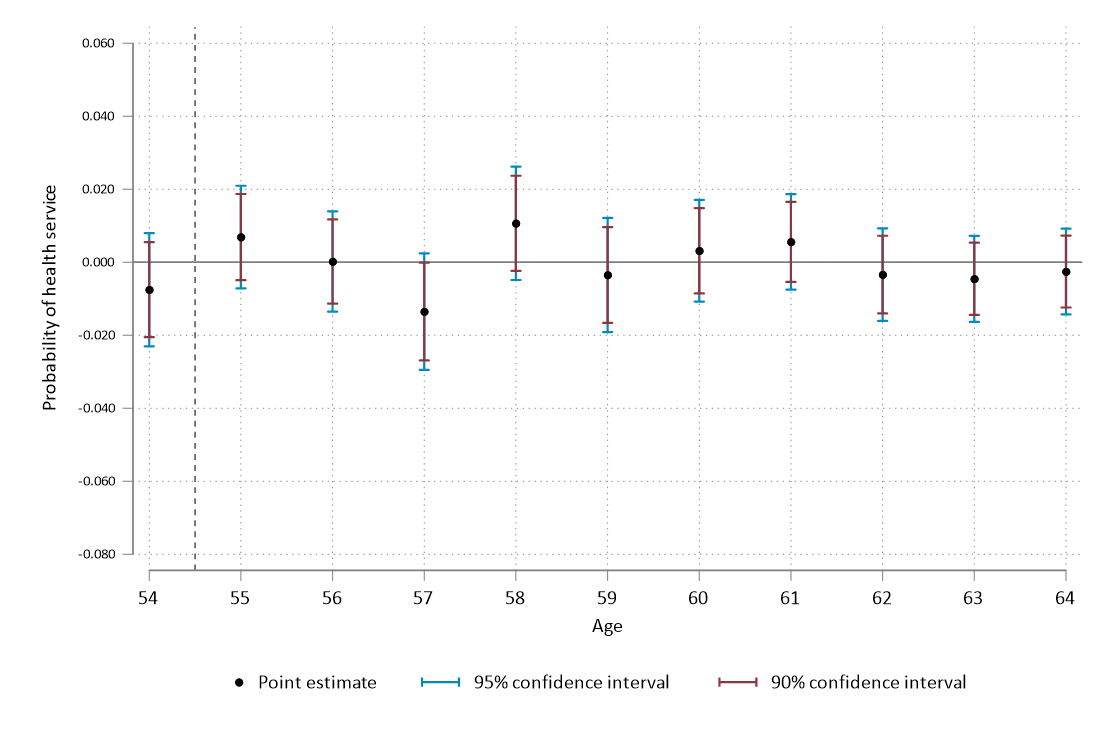 0.060
0.040
0.020
0.000
-0.020
-0.040
-0.060
-0.080
Probability of health service
54 55 56 57 58 59 60 61 62 63 64
Age
Point estimate 95% confidence interval 90% confidence interval